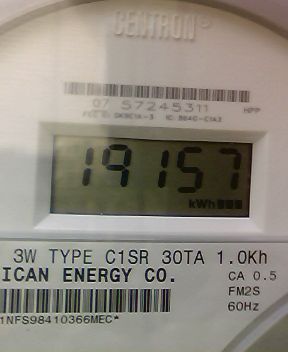 CENTRON®
07 57245311 HPP
19157
kWh
3W TYPE C1SR 30TA 1.0Kh
ICAN ENERGY CO. CA 0.5
FM2S
60Hz
1NFS98410366MEC*